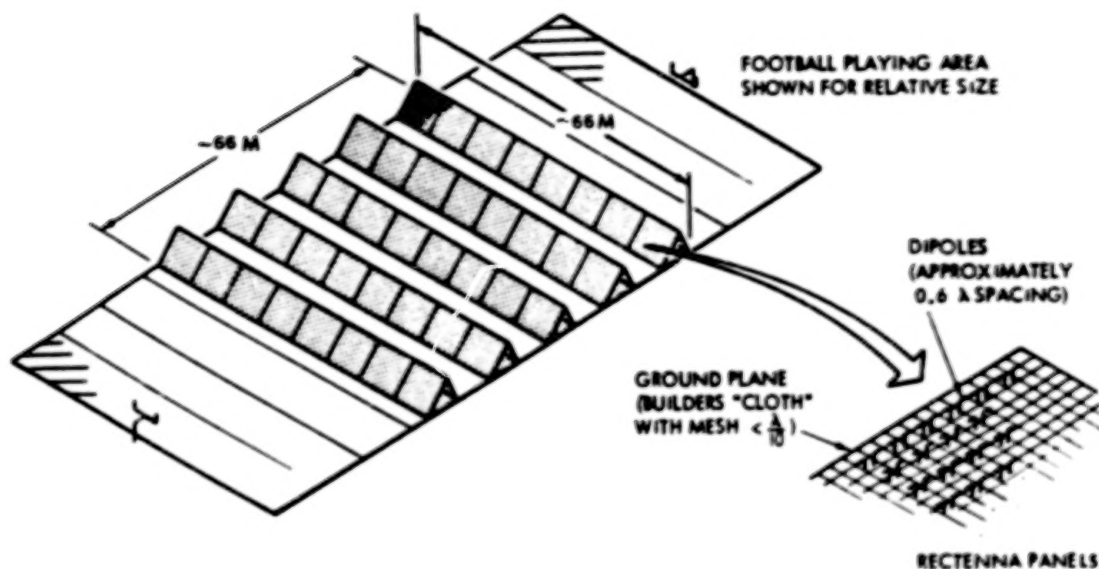 FOOTBALL PLAYING AREA
SHOWN FOR RELATIVE SIZE
~66 M
~66 M
DIPOLES
(APPROXIMATELY
0.6 λ SPACING)
GROUND PLANE
(BUILDERS "CLOTH"
WITH MESH < λ/10)
RECTENNA PANELS